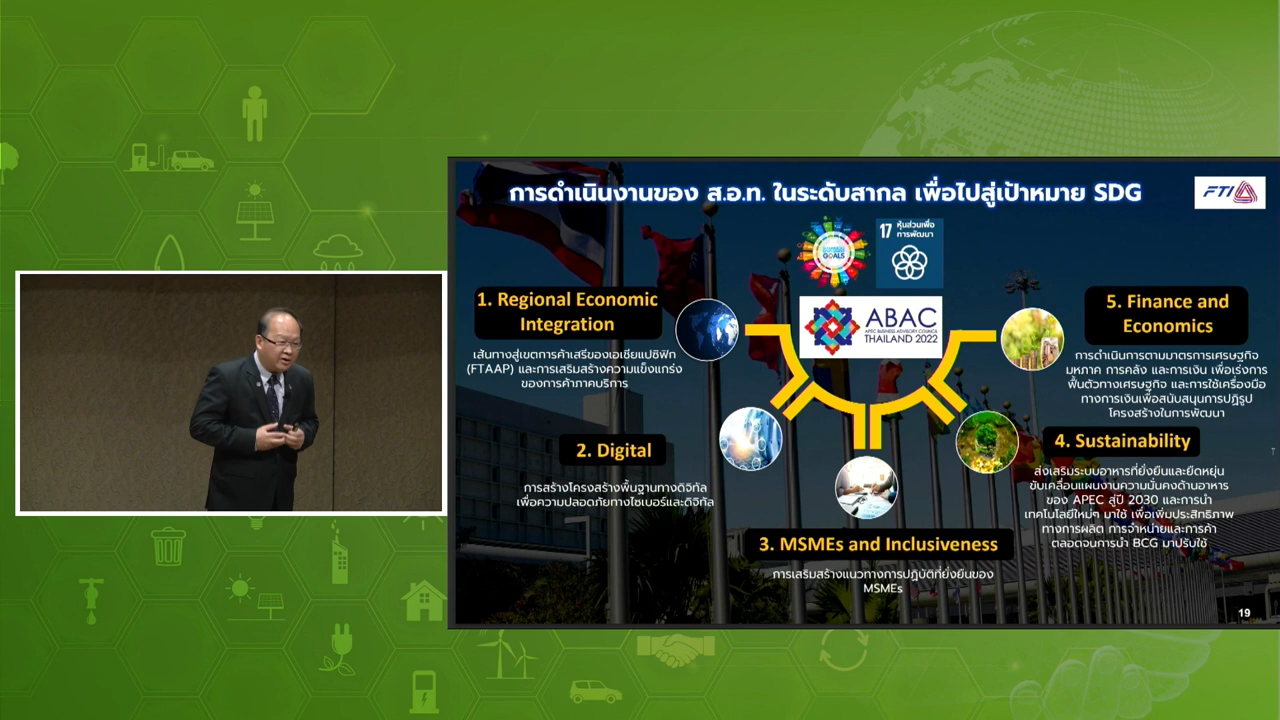 การดำเนินงานของ ส.อ.ท. ในระดับสากล เพื่อไปสู่เป้าหมาย SDG
FTI
17 หุ้นส่วนเพื่อ
การพัฒนา
GOALS
ABAC
APEC BUSINESS ADVISORY COUNCIL
THAILAND 2022
1. Regional Economic
Integration
เส้นทางสู่เขตการค้าเสรีของเอเชียแปซิฟิก
(FTAAP) และการเสริมสร้างความแข็งแกร่ง
ของการค้าภาคบริการ
2. Digital
การสร้างโครงสร้างพื้นฐานทางดิจิทัล
เพื่อความปลอดภัยทางไซเบอร์และดิจิทัล
3. MSMEs and Inclusiveness
การเสริมสร้างแนวทางการปฏิบัติที่ยั่งยืนของ
MSMEs
4. Sustainability
ส่งเสริมระบบอาหารที่ยั่งยืนและยืดหยุ่น
ขับเคลื่อนแผนงานความมั่นคงด้านอาหาร
ของ APEC สู่ปี 2030 และการนำ
เทคโนโลยีใหม่ๆ มาใช้ เพื่อเพิ่มประสิทธิภาพ
ทางการผลิต การจำหน่ายและการค้า
ตลอดจนการนำ BCG มาปรับใช้
5. Finance and
Economics
การดำเนินการตามมาตรการเศรษฐกิจ
มหภาค การคลัง และการเงิน เพื่อเร่งการ
ฟื้นตัวทางเศรษฐกิจ และการใช้เครื่องมือ
ทางการเงินเพื่อสนับสนุนการปฏิรูป
โครงสร้างในการพัฒนา
19